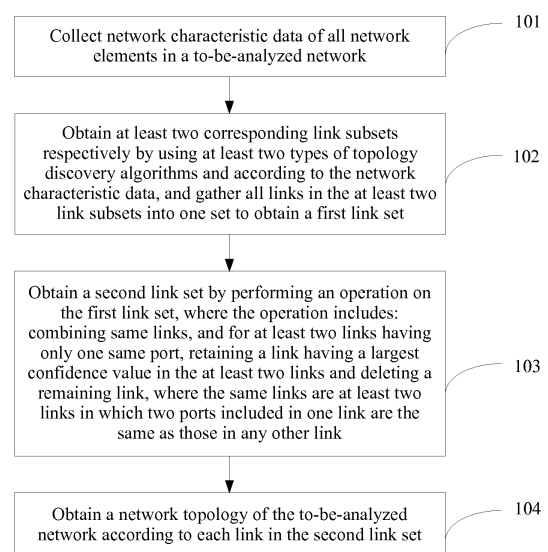 Collect network characteristic data of all network
elements in a to-be-analyzed network
101
Obtain at least two corresponding link subsets
respectively by using at least two types of topology
discovery algorithms and according to the network
characteristic data, and gather all links in the at least two
link subsets into one set to obtain a first link set
102
Obtain a second link set by performing an operation on
the first link set, where the operation includes:
combining same links, and for at least two links having
only one same port, retaining a link having a largest
confidence value in the at least two links and deleting a
remaining link, where the same links are at least two
links in which two ports included in one link are the
same as those in any other link
103
Obtain a network topology of the to-be-analyzed
network according to each link in the second link set
104